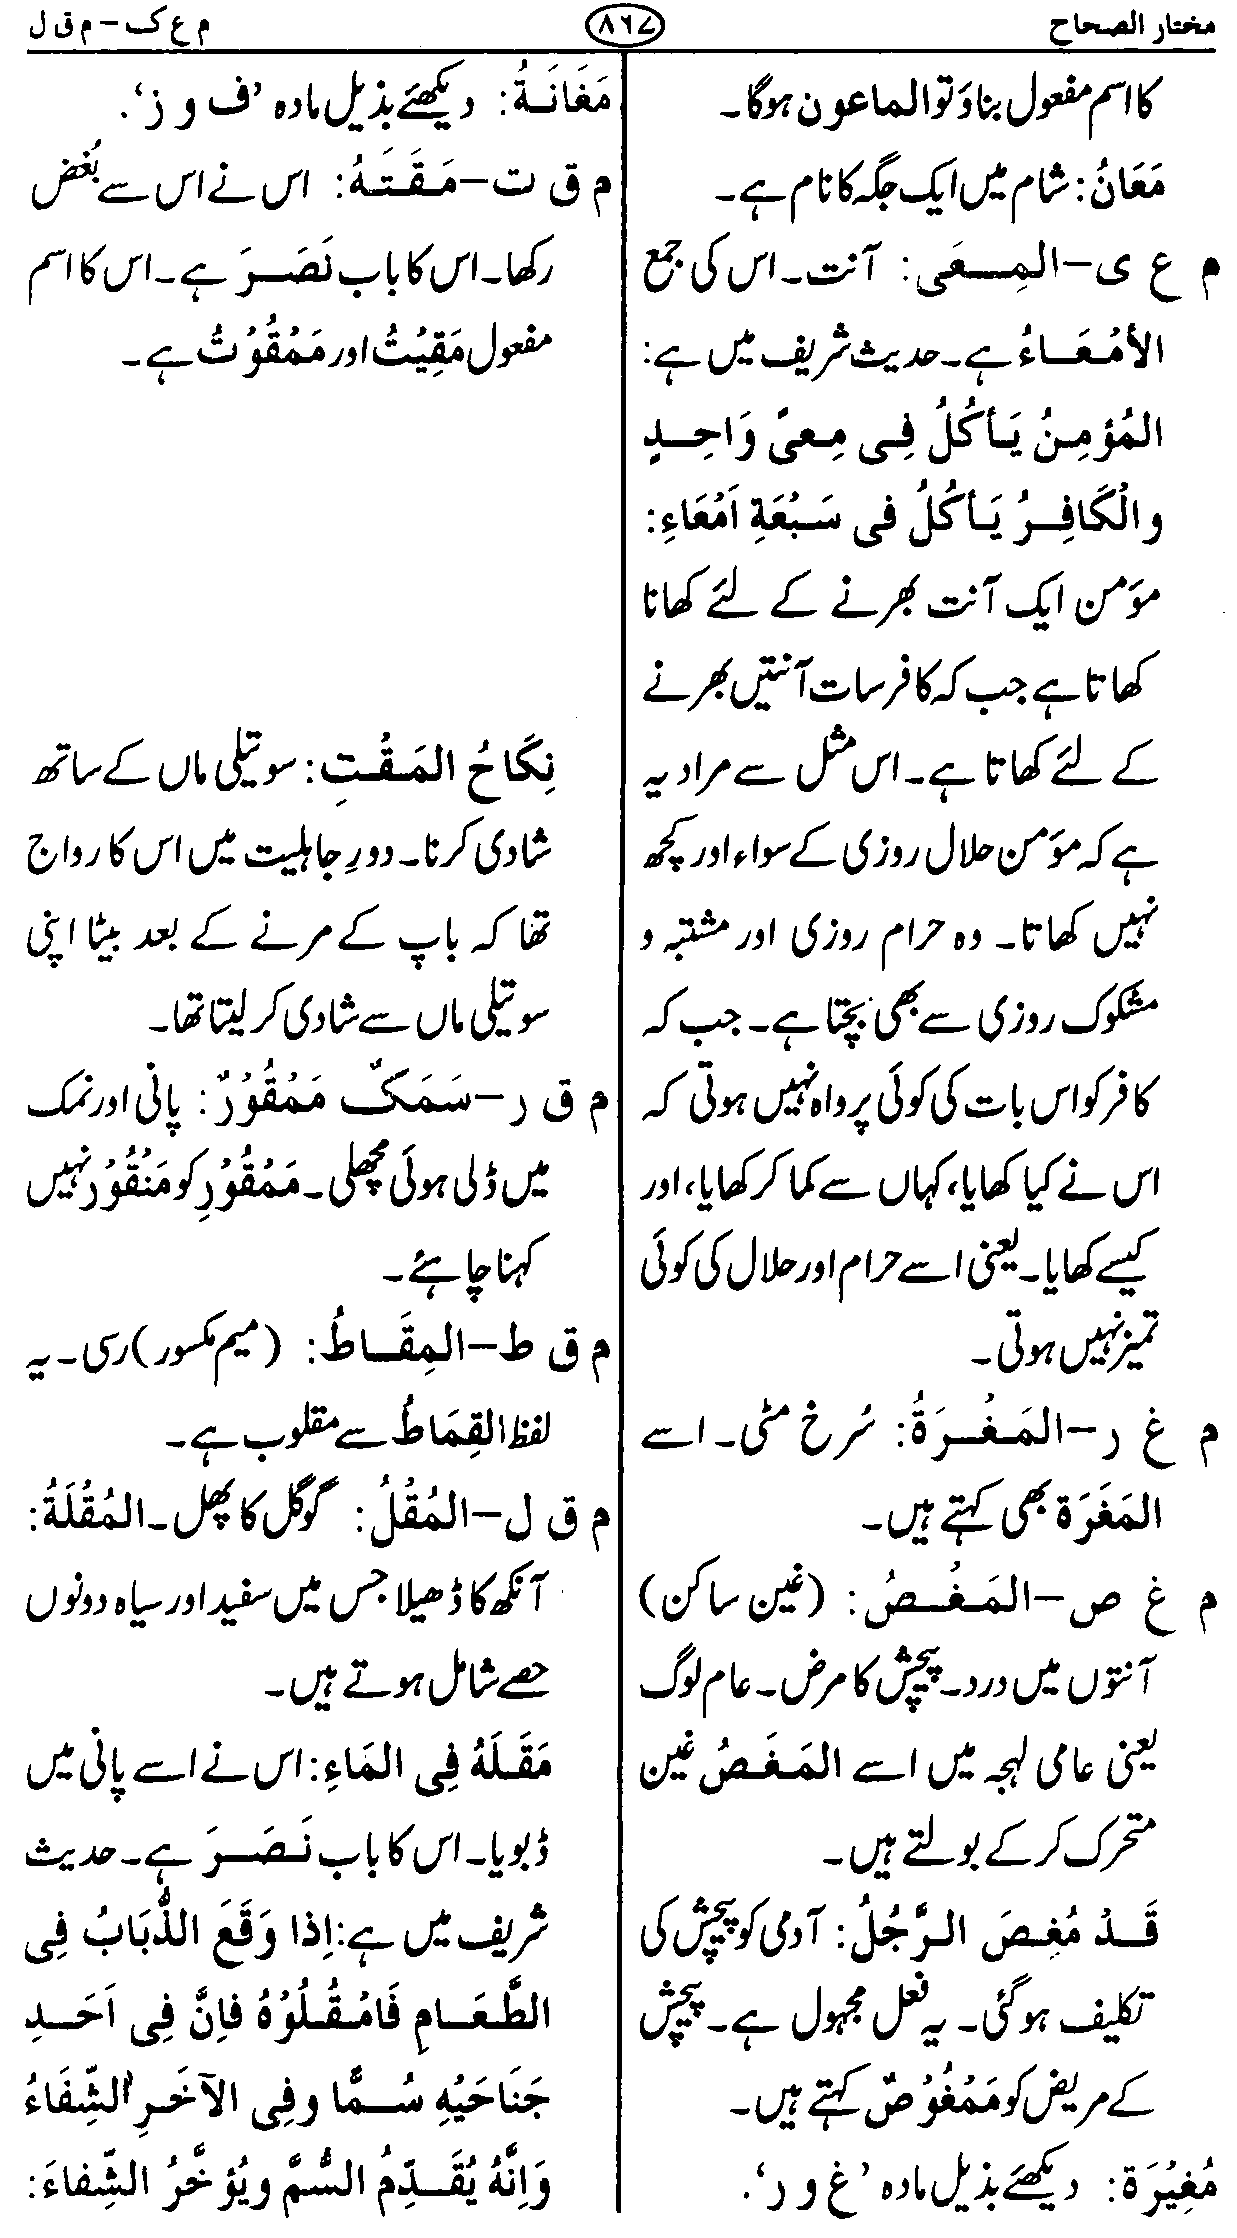 مختار الصحاح
٨٦٧
م ع ک – م ق ل
کا اسم مفعول بناؤ تو الماعون ہوگا۔
مَعَانُ: شام میں ایک جگہ کا نام ہے۔
م ع ی – المِعَی: آنت۔ اس کی جمع
الأمْعَاءُ ہے۔ حدیث شریف میں ہے:
المُؤمِنُ یَأکُلُ فِی مِعیً وَاحِدٍ
والْکَافِرُ یَأکُلُ فی سَبْعَةِ اَمْعَاءِ:
مؤمن ایک آنت بھرنے کے لئے کھانا
کھاتا ہے جب کہ کافر سات آنتیں بھرنے
کے لئے کھاتا ہے۔ اس مثل سے مراد یہ
ہے کہ مؤمن حلال روزی کے سواء اور کچھ
نہیں کھاتا۔ وہ حرام روزی اور مشتبہ و
مشکوک روزی سے بھی بچتا ہے۔ جب کہ
کافر کو اس بات کی کوئی پرواہ نہیں ہوتی کہ
اس نے کیا کھایا، کہاں سے کما کر کھایا، اور
کیسے کھایا۔ یعنی اسے حرام اور حلال کی کوئی
تمیز نہیں ہوتی۔
م غ ر – المَغْرَةُ: سُرخ مٹی۔ اسے
المَغَرَة بھی کہتے ہیں۔
م غ ص – المَغْصُ: (غین ساکن)
آنتوں میں درد۔ پیچش کا مرض۔ عام لوگ
یعنی عامی لہجہ میں اسے المَغَصُ غین
متحرک کر کے بولتے ہیں۔
قَدْ مُغِصَ الرَّجُلُ: آدمی کو پیچش کی
تکلیف ہوگئی۔ یہ فعل مجہول ہے۔ پیچش
کے مریض کو مَمْغُوْصٌ کہتے ہیں۔
مُغِیْرَة: دیکھئے بذیل مادہ ’غ و ر‘.
مَغَانَةُ: دیکھئے بذیل مادہ ’ف و ز‘.
م ق ت – مَقَتَهُ: اس نے اس سے بُغض
رکھا۔ اس کا باب نَصَرَ ہے۔ اس کا اسم
مفعول مَقِیْتُ اور مَمْقُوْتُ ہے۔
نِکَاحُ المَقْتِ: سوتیلی ماں کے ساتھ
شادی کرنا۔ دورِ جاہلیت میں اس کا رواج
تھا کہ باپ کے مرنے کے بعد بیٹا اپنی
سوتیلی ماں سے شادی کر لیتا تھا۔
م ق ر – سَمَکٌ مَمْقُوْرٌ: پانی اور نمک
میں ڈلی ہوئی مچھلی۔ مَمْقُوْرِ کو مَنْقُوْر نہیں
کہنا چاہئے۔
م ق ط – المِقَاطُ: (میم مکسور) رسی۔ یہ
لفظ القِمَاطُ سے مقلوب ہے۔
م ق ل – المُقْلُ: گوگل کا پھل۔ المُقْلَةُ:
آنکھ کا ڈھیلا جس میں سفید اور سیاہ دونوں
حصے شامل ہوتے ہیں۔
مَقَلَهُ فِی المَاءِ: اس نے اسے پانی میں
ڈبویا۔ اس کا باب نَصَرَ ہے۔ حدیث
شریف میں ہے: اِذا وَقَعَ الذُّبَابُ فِی
الطَّعَامِ فَامْقُلُوْهُ فاِنَّ فِی اَحَدِ
جَنَاحَیْهِ سُمًّا وفِی الآخَرِ الشِّفَاءُ
وَاِنَّهُ یُقَدِّمُ السُّمَّ ویُؤخَّرُ الشِّفاءَ: